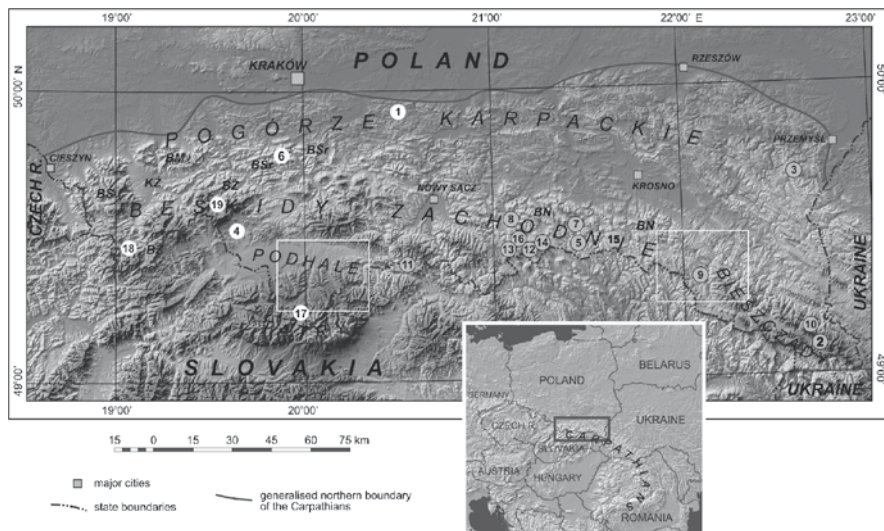 19°00' 20°00' 21°00' 22°00' E 23°00'
POLAND
KRAKÓW
RZESZÓW
50°00' N
50°00'
1
POGÓRZE KARPACKIE
PRZEMYŚL
CIESZYN
BM
6
BSr
BSr
3
CZECH R.
BS
KZ
BZ
19
NOWY SĄCZ
KROSNO
BESKIDY ZACHODNIE
8
BN
7
BN
4
16
14
5
15
13
12
18
B
PODHALE
11
9
BIESZCZADY
UKRAINE
17
10
2
SLOVAKIA
49°00'
49°00'
UKRAINE
19°00' 20°00'
15 0 15 30 45 60 75 km
major cities
state boundaries
generalised northern boundary
of the Carpathians
POLAND
BELARUS
GERMANY
UKRAINE
CZECH R.
CARPATHIANS
SLOVAKIA
AUSTRIA
HUNGARY
ROMANIA